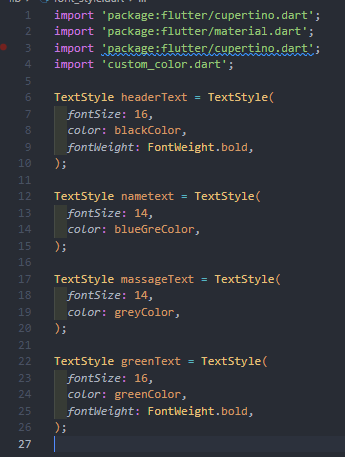 1 import 'package:flutter/cupertino.dart';
2 import 'package:flutter/material.dart';
3 import 'package:flutter/cupertino.dart';
4 import 'custom_color.dart';
5
6 TextStyle headerText = TextStyle(
7 fontSize: 16,
8 color: blackColor,
9 fontWeight: FontWeight.bold,
10 );
11
12 TextStyle nametext = TextStyle(
13 fontSize: 14,
14 color: blueGreColor,
15 );
16
17 TextStyle massageText = TextStyle(
18 fontSize: 14,
19 color: greyColor,
20 );
21
22 TextStyle greenText = TextStyle(
23 fontSize: 16,
24 color: greenColor,
25 fontWeight: FontWeight.bold,
26 );
27